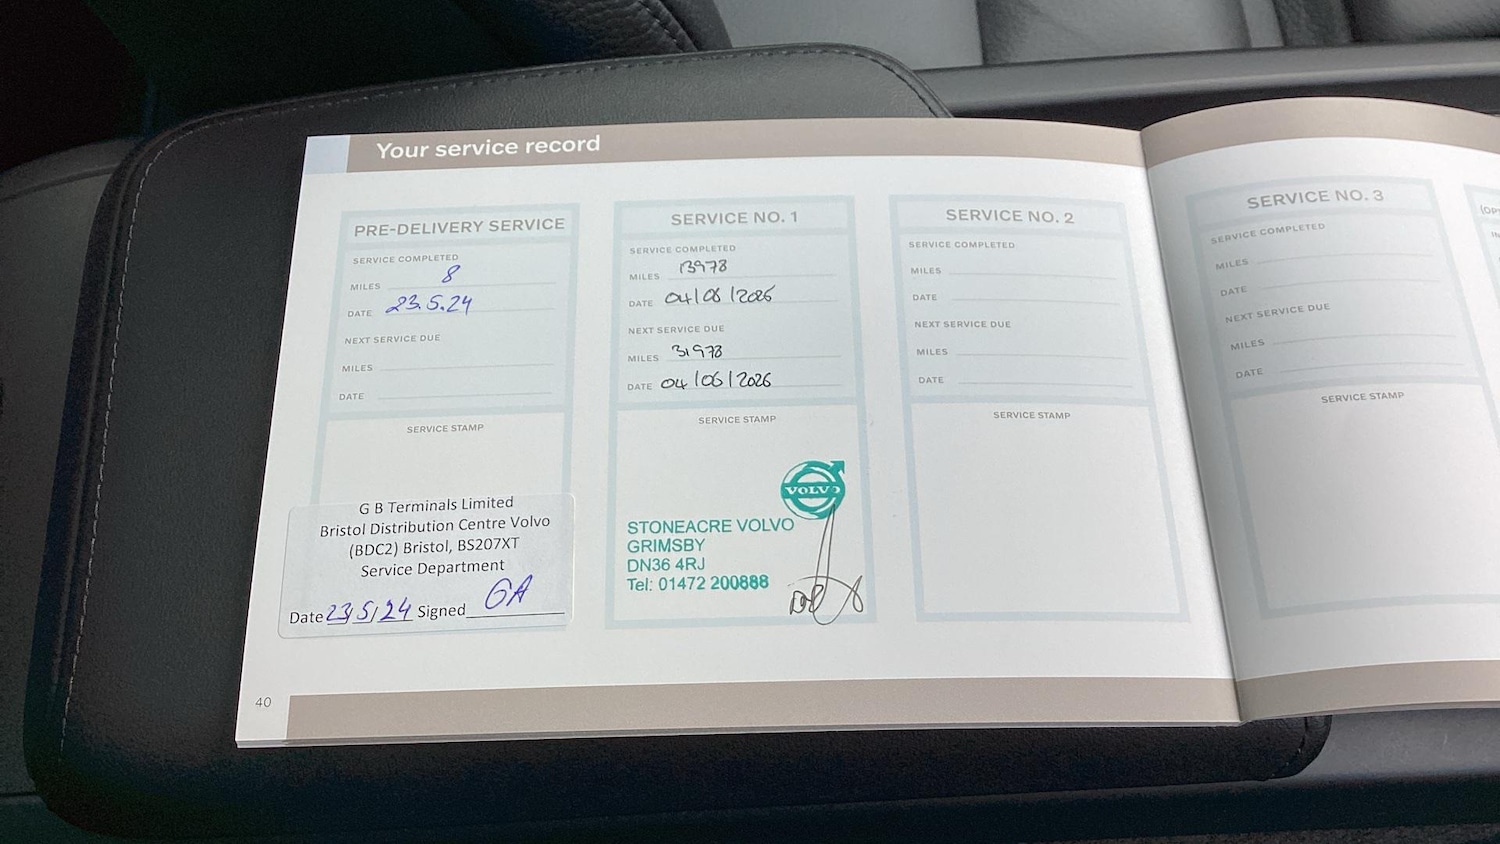 Your service record
PRE-DELIVERY SERVICE
SERVICE COMPLETED
MILES 8
DATE 23.5.24
NEXT SERVICE DUE
MILES
DATE
SERVICE STAMP
G B Terminals Limited
Bristol Distribution Centre Volvo
(BDC2) Bristol, BS207XT
Service Department
Date 23/5/24 Signed GA
40
SERVICE NO. 1
SERVICE COMPLETED
MILES 13978
DATE 04/08/2025
NEXT SERVICE DUE
MILES 31978
DATE 04/06/2026
SERVICE STAMP
VOLVO
STONEACRE VOLVO
GRIMSBY
DN36 4RJ
Tel: 01472 200888
SERVICE NO. 2
SERVICE COMPLETED
MILES
DATE
NEXT SERVICE DUE
MILES
DATE
SERVICE STAMP
SERVICE NO. 3
SERVICE COMPLETED
MILES
DATE
NEXT SERVICE DUE
MILES
DATE
SERVICE STAMP